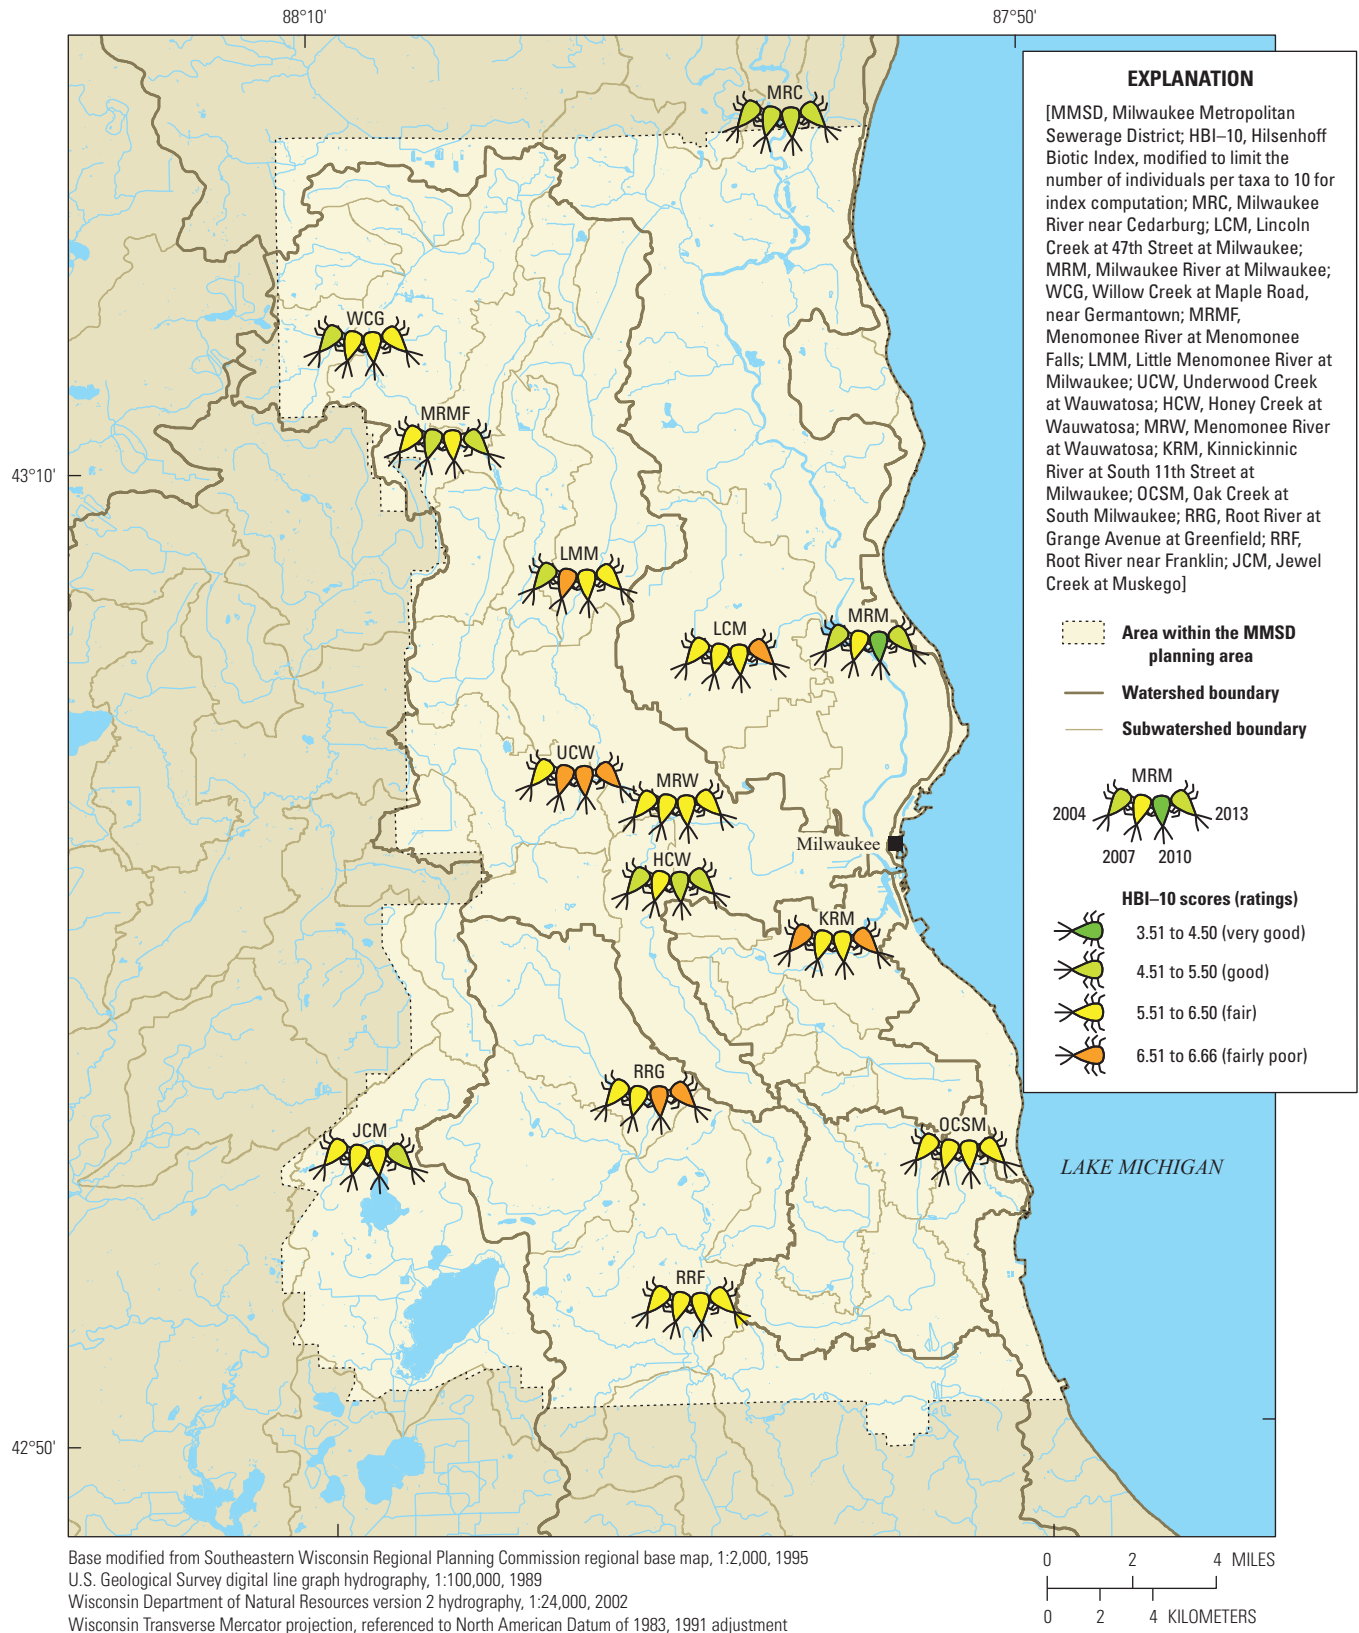 88°10'
87°50'
MRC
WCG
MRMF
43°10'
LMM
LCM
MRM
UCW
MRW
Milwaukee
HCW
KRM
RRG
JCM
OCSM
LAKE MICHIGAN
RRF
42°50'
EXPLANATION
[MMSD, Milwaukee Metropolitan
Sewerage District; HBI–10, Hilsenhoff
Biotic Index, modified to limit the
number of individuals per taxa to 10 for
index computation; MRC, Milwaukee
River near Cedarburg; LCM, Lincoln
Creek at 47th Street at Milwaukee;
MRM, Milwaukee River at Milwaukee;
WCG, Willow Creek at Maple Road,
near Germantown; MRMF,
Menomonee River at Menomonee
Falls; LMM, Little Menomonee River at
Milwaukee; UCW, Underwood Creek
at Wauwatosa; HCW, Honey Creek at
Wauwatosa; MRW, Menomonee River
at Wauwatosa; KRM, Kinnickinnic
River at South 11th Street at
Milwaukee; OCSM, Oak Creek at
South Milwaukee; RRG, Root River at
Grange Avenue at Greenfield; RRF,
Root River near Franklin; JCM, Jewel
Creek at Muskego]
Area within the MMSD
planning area
Watershed boundary
Subwatershed boundary
MRM
2004 2013
2007 2010
HBI–10 scores (ratings)
3.51 to 4.50 (very good)
4.51 to 5.50 (good)
5.51 to 6.50 (fair)
6.51 to 6.66 (fairly poor)
Base modified from Southeastern Wisconsin Regional Planning Commission regional base map, 1:2,000, 1995
U.S. Geological Survey digital line graph hydrography, 1:100,000, 1989
Wisconsin Department of Natural Resources version 2 hydrography, 1:24,000, 2002
Wisconsin Transverse Mercator projection, referenced to North American Datum of 1983, 1991 adjustment
0 2 4 MILES
0 2 4 KILOMETERS